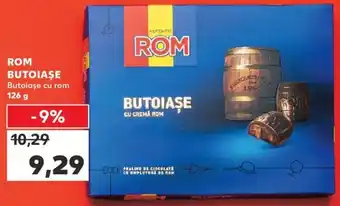 ROM
BUTOIAȘE
Butoiașe cu rom
126 g
-9%
10,29
9,29
AUTENTIC
ROM
BUTOIAȘE
CU CREMĂ ROM
PRALINE DE CIOCOLATĂ
CU UMPLUTURĂ DE ROM